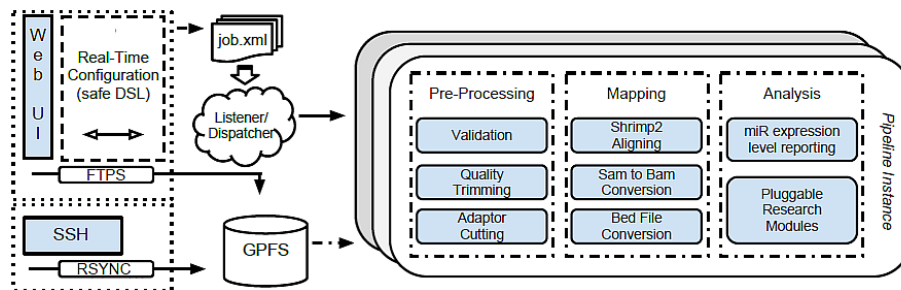 Web UI
Real-Time
Configuration
(safe DSL)
FTPS
SSH
RSYNC
job.xml
Listener/
Dispatcher
GPFS
Pre-Processing
Validation
Quality
Trimming
Adaptor
Cutting
Mapping
Shrimp2
Aligning
Sam to Bam
Conversion
Bed File
Conversion
Analysis
miR expression
level reporting
Pluggable
Research
Modules
Pipeline Instance